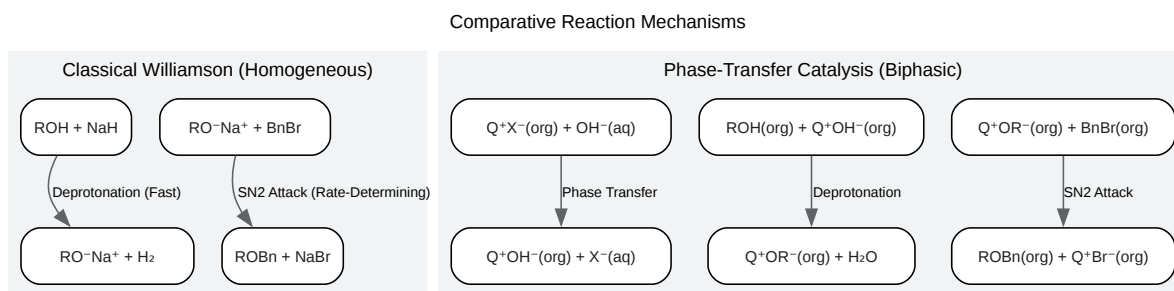 Comparative Reaction Mechanisms
Classical Williamson (Homogeneous)
ROH + NaH
RO⁻Na⁺ + BnBr
Deprotonation (Fast)
SN2 Attack (Rate-Determining)
RO⁻Na⁺ + H₂
ROBn + NaBr
Phase-Transfer Catalysis (Biphasic)
Q⁺X⁻(org) + OH⁻(aq)
ROH(org) + Q⁺OH⁻(org)
Q⁺OR⁻(org) + BnBr(org)
Phase Transfer
Deprotonation
SN2 Attack
Q⁺OH⁻(org) + X⁻(aq)
Q⁺OR⁻(org) + H₂O
ROBn(org) + Q⁺Br⁻(org)